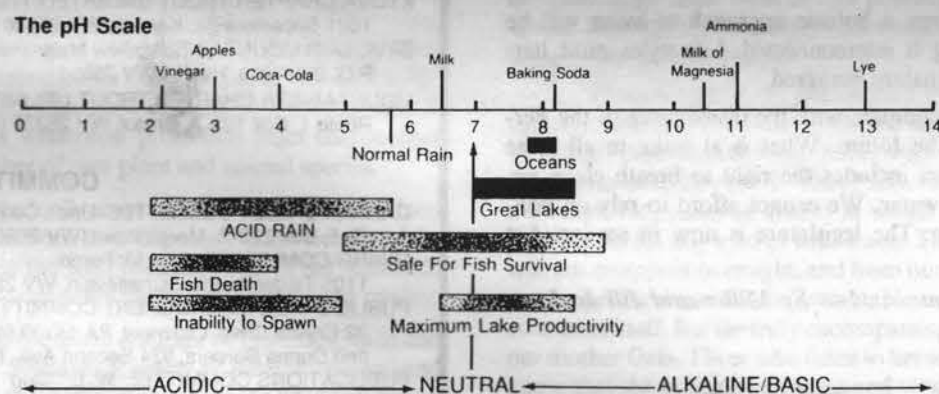 The pH Scale
Ammonia
Apples
Milk
Milk of
Vinegar
Coca-Cola
Baking Soda
Magnesia
Lye
0 1 2 3 4 5 6 7 8 9 10 11 12 13 14
Normal Rain
Oceans
Great Lakes
ACID RAIN
Safe For Fish Survival
Fish Death
Inability to Spawn
Maximum Lake Productivity
ACIDIC NEUTRAL ALKALINE/BASIC
COMMIT